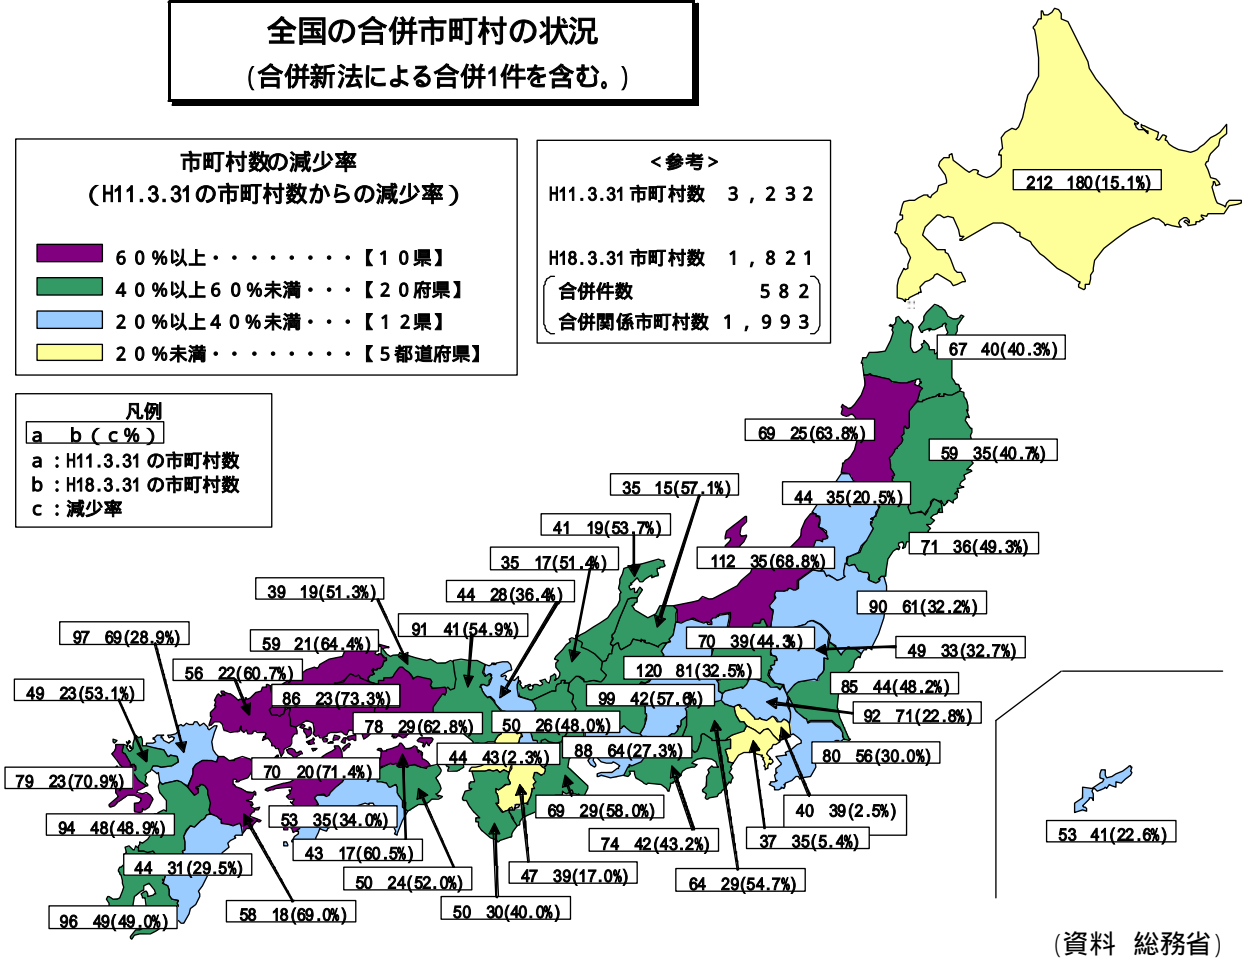 全国の合併市町村の状況
(合併新法による合併1件を含む。)
市町村数の減少率
(H11.3.31の市町村数からの減少率)
60%以上・・・・・・・・【10県】
40%以上60%未満・・・【20府県】
20%以上40%未満・・・【12県】
20%未満・・・・・・・・【5都道府県】
<参考>
H11.3.31市町村数 3,232
H18.3.31市町村数 1,821
合併件数 582
合併関係市町村数 1,993
凡例
a b(c%)
a:H11.3.31の市町村数
b:H18.3.31の市町村数
c:減少率
212 180(15.1%)
67 40(40.3%)
69 25(63.8%)
59 35(40.7%)
35 15(57.1%)
44 35(20.5%)
41 19(53.7%)
71 36(49.3%)
35 17(51.4%)
112 35(68.8%)
39 19(51.3%)
44 28(36.4%)
90 61(32.2%)
97 69(28.9%)
59 21(64.4%)
91 41(54.9%)
70 39(44.3%)
49 33(32.7%)
56 22(60.7%)
120 81(32.5%)
49 23(53.1%)
86 23(73.3%)
99 42(57.6%)
85 44(48.2%)
92 71(22.8%)
78 29(62.8%)
50 26(48.0%)
44 43(2.3%)
88 64(27.3%)
80 56(30.0%)
79 23(70.9%)
70 20(71.4%)
94 48(48.9%)
53 35(34.0%)
69 29(58.0%)
40 39(2.5%)
53 41(22.6%)
43 17(60.5%)
74 42(43.2%)
37 35(5.4%)
44 31(29.5%)
50 24(52.0%)
47 39(17.0%)
64 29(54.7%)
96 49(49.0%)
58 18(69.0%)
50 30(40.0%)
(資料 総務省)